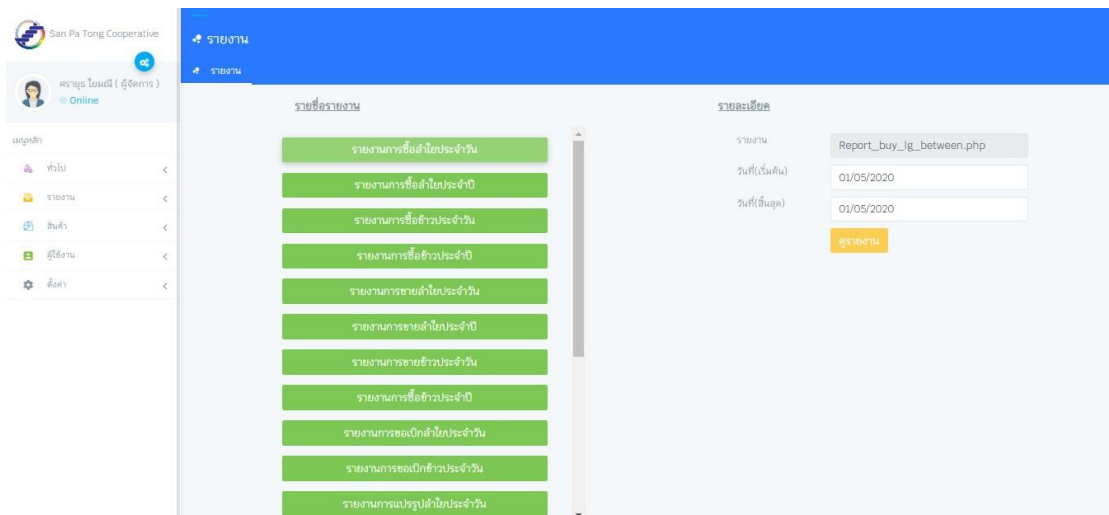 San Pa Tong Cooperative
รายงาน
ศรายุธ ใยมณี ( ผู้จัดการ )
Online
รายงาน
เมนูหลัก
ทั่วไป
รายงาน
สินค้า
ผู้ใช้งาน
ตั้งค่า
รายชื่อรายงาน
รายงานการซื้อลำใยประจำวัน
รายงานการซื้อลำใยประจำปี
รายงานการซื้อข้าวประจำวัน
รายงานการซื้อข้าวประจำปี
รายงานการขายลำใยประจำวัน
รายงานการขายลำใยประจำปี
รายงานการขายข้าวประจำวัน
รายงานการซื้อข้าวประจำปี
รายงานการขอเบิกลำใยประจำวัน
รายงานการขอเบิกข้าวประจำวัน
รายงานการแปรรูปลำใยประจำวัน
รายละเอียด
รายงาน
Report_buy_lg_between.php
วันที่(เริ่มต้น)
01/05/2020
วันที่(สิ้นสุด)
01/05/2020
ดูรายงาน